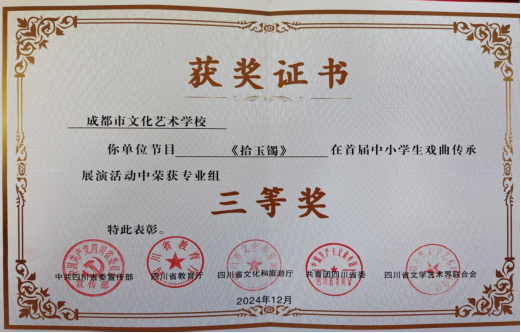 获奖证书
成都市文化艺术学校
你单位节目《拾玉镯》在首届中小学生戏曲传承
展演活动中荣获专业组
三等奖
特此表彰。
中共四川省委宣传部 四川省教育厅 四川省文化和旅游厅 共青团四川省委 四川省文学艺术界联合会
宣传部
2024年12月